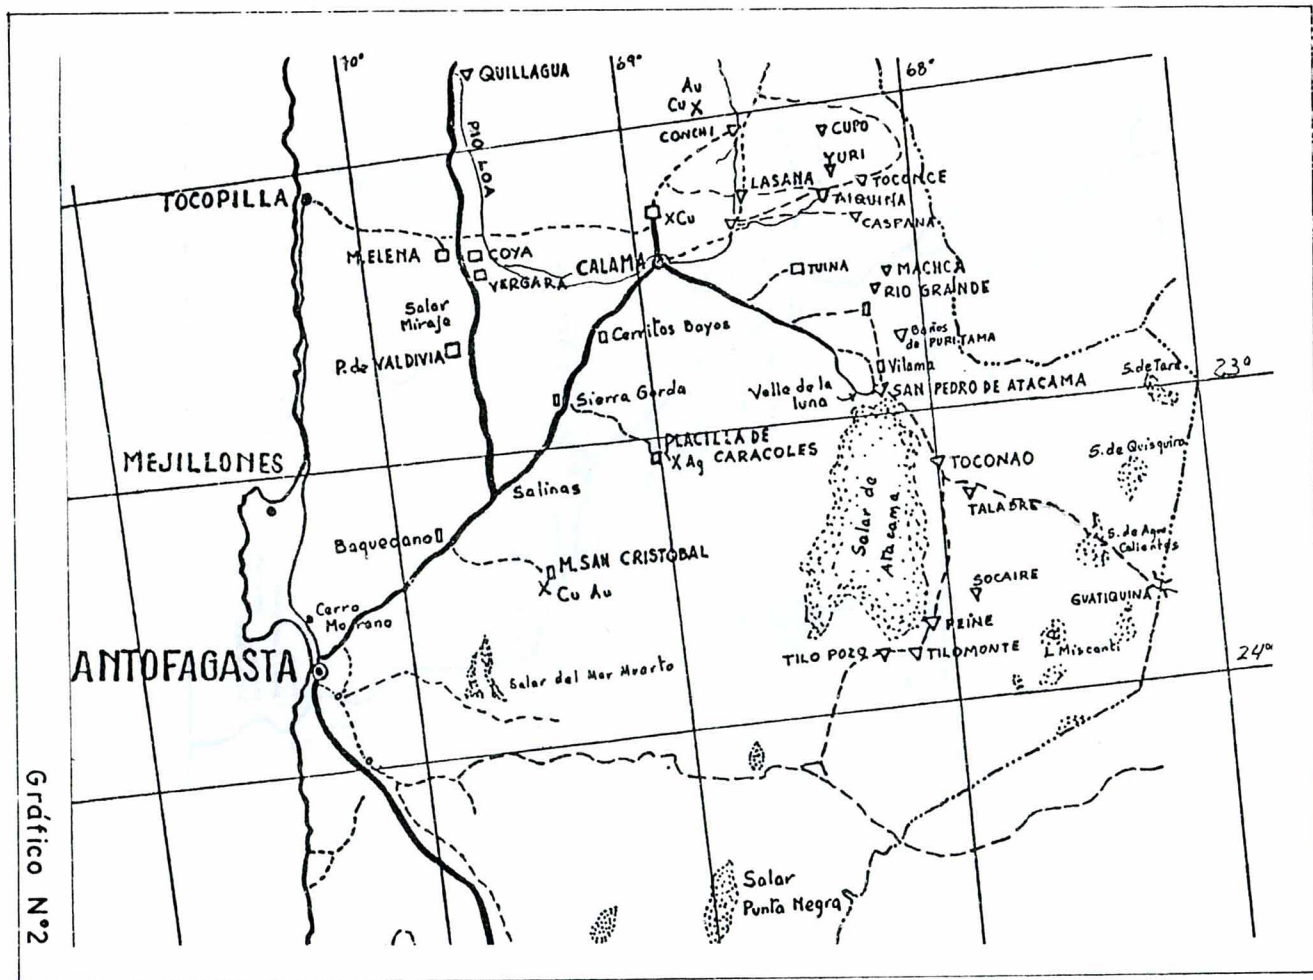 70°
69°
68°
QUILLAGUA
Au
Cu X
CONCHI
CUPO
RIO LOA
YURI
LASANA
TOCONCE
TOCOPILLA
AIQUINA
XCu
CASPANA
M.ELENA
COYA
CALAMA
TUINA
MACHCA
VERGARA
RIO GRANDE
Salar
Miraje
Cerritos Bayos
Baños
de PURITAMA
P. de VALDIVIA
Vilama
S. de Tara
23°
Sierra Gorda
Valle de la
luna
SAN PEDRO DE ATACAMA
PLACILLA DE
X Ag CARACOLES
MEJILLONES
TOCONAO
S. de Quisquira
Salinas
TALABRE
Salar de
Atacama
Baquedano
S. de Agua
Calientes
M. SAN CRISTOBAL
X
Cu Au
SOCAIRE
GUATIQUINA
Cerro
Moreno
PEINE
ANTOFAGASTA
TILO POZO
TILOMONTE
L. Miscanti
24°
Salar del Mar Muerto
Salar
Punta Negra
Gráfico N°2